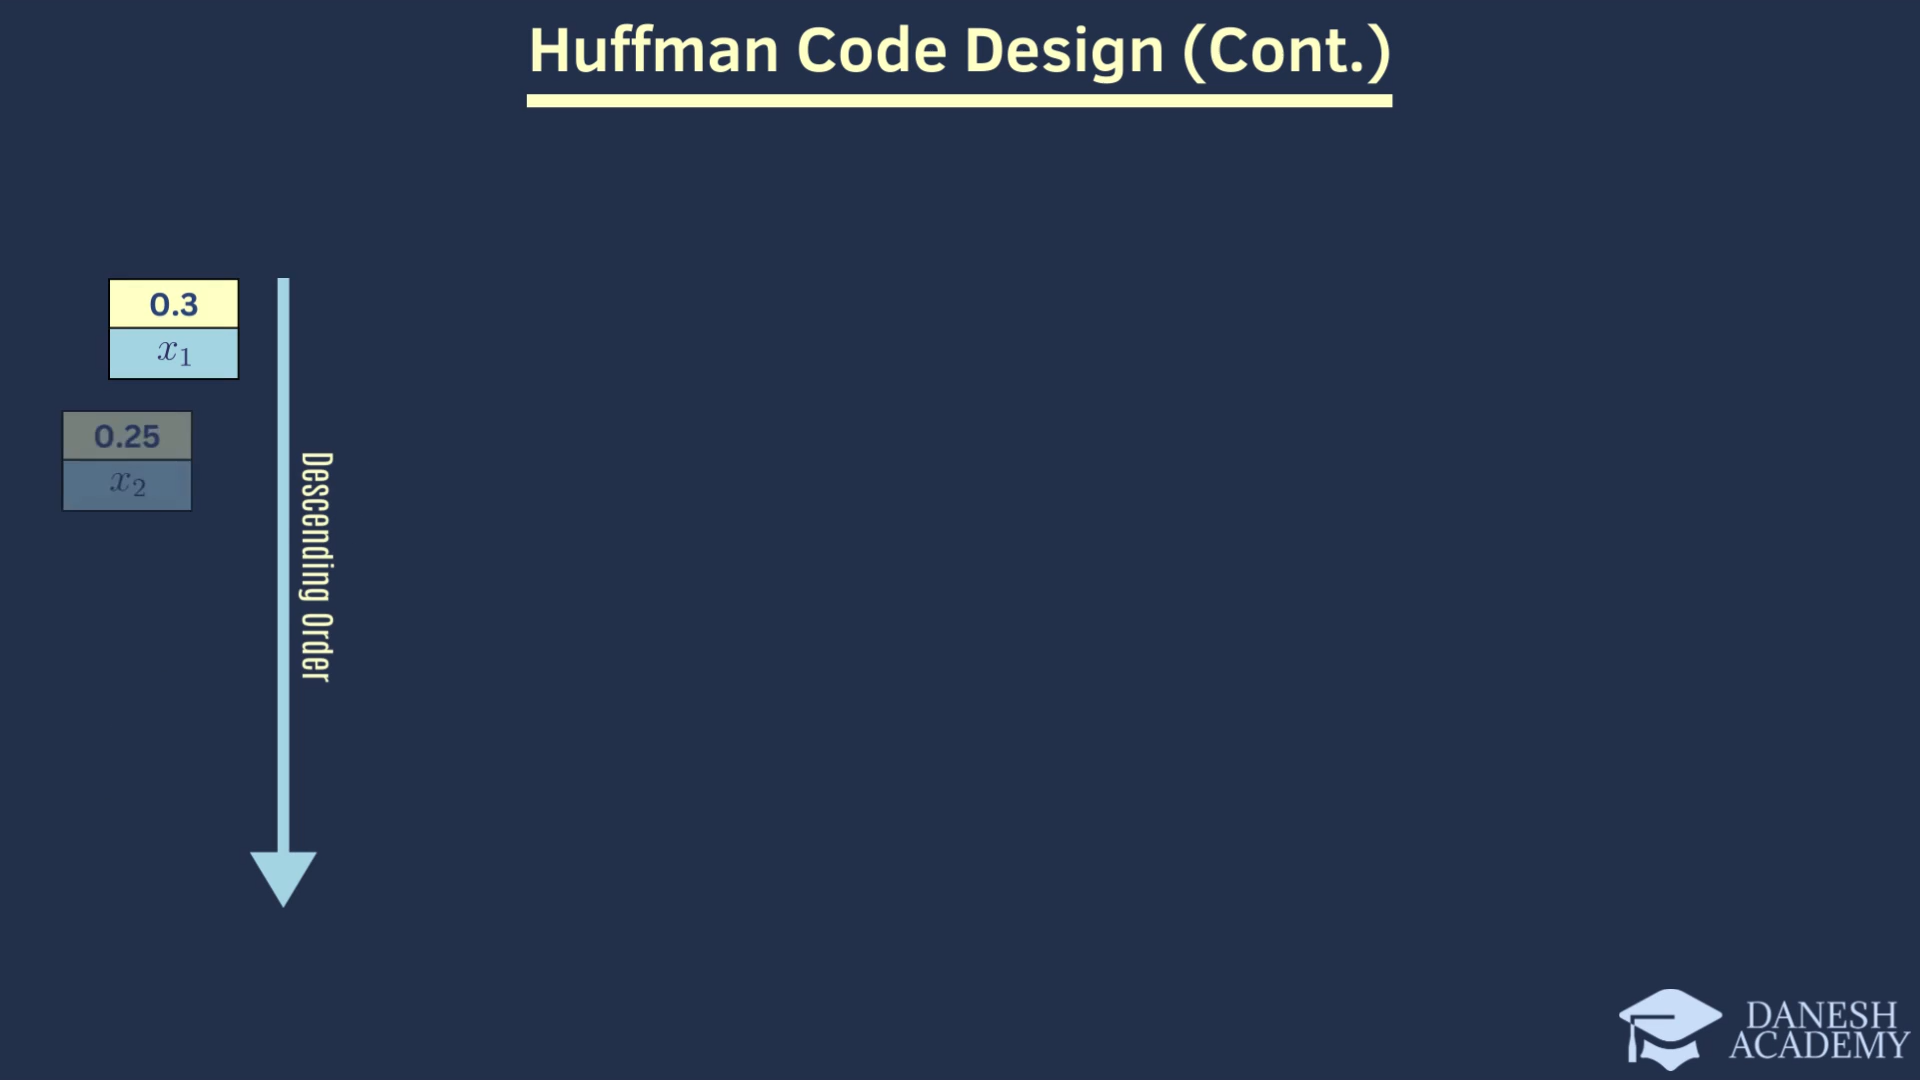 Huffman Code Design (Cont.)
0.3
x₁
0.25
x₂
Descending Order
DANESH
ACADEMY